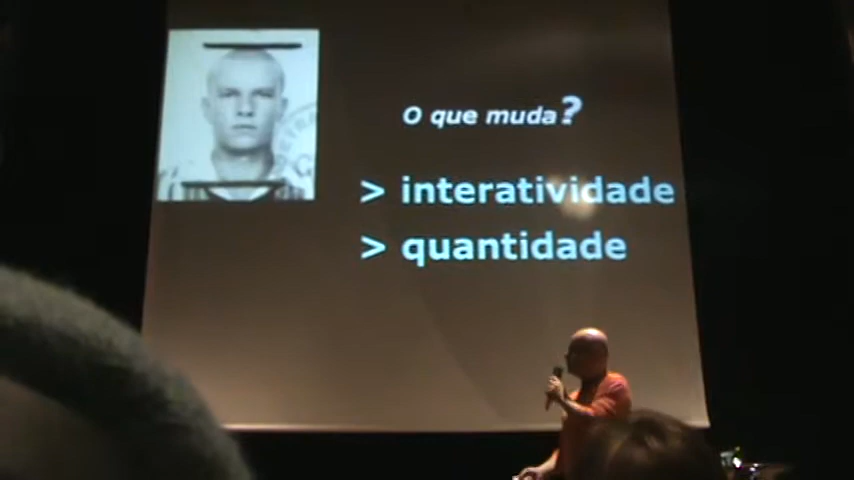 O que muda?
> interatividade
> quantidade